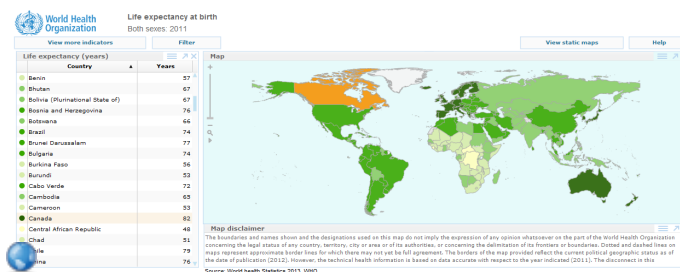 World Health
Organization
Life expectancy at birth
Both sexes: 2011
View more indicators
Filter
View static maps
Help
Life expectancy (years)
Country
Years
Benin 57
Bhutan 67
Bolivia (Plurinational State of) 67
Bosnia and Herzegovina 76
Botswana 66
Brazil 74
Brunei Darussalam 77
Bulgaria 74
Burkina Faso 56
Burundi 53
Cabo Verde 72
Cambodia 65
Cameroon 53
Canada 82
Central African Republic 48
Chad 51
79
76
Map
Map disclaimer
The boundaries and names shown and the designations used on this map do not imply the expression of any opinion whatsoever on the part of the World Health Organization
concerning the legal status of any country, territory, city or area or of its authorities, or concerning the delimitation of its frontiers or boundaries. Dotted and dashed lines on
maps represent approximate border lines for which there may not yet be full agreement. The borders of the map provided reflect the current political geographic status as of
the date of publication (2012). However, the technical health information is based on data accurate with respect to the year indicated (2011). The disconnect in this
Source: World health Statistics 2013, WHO